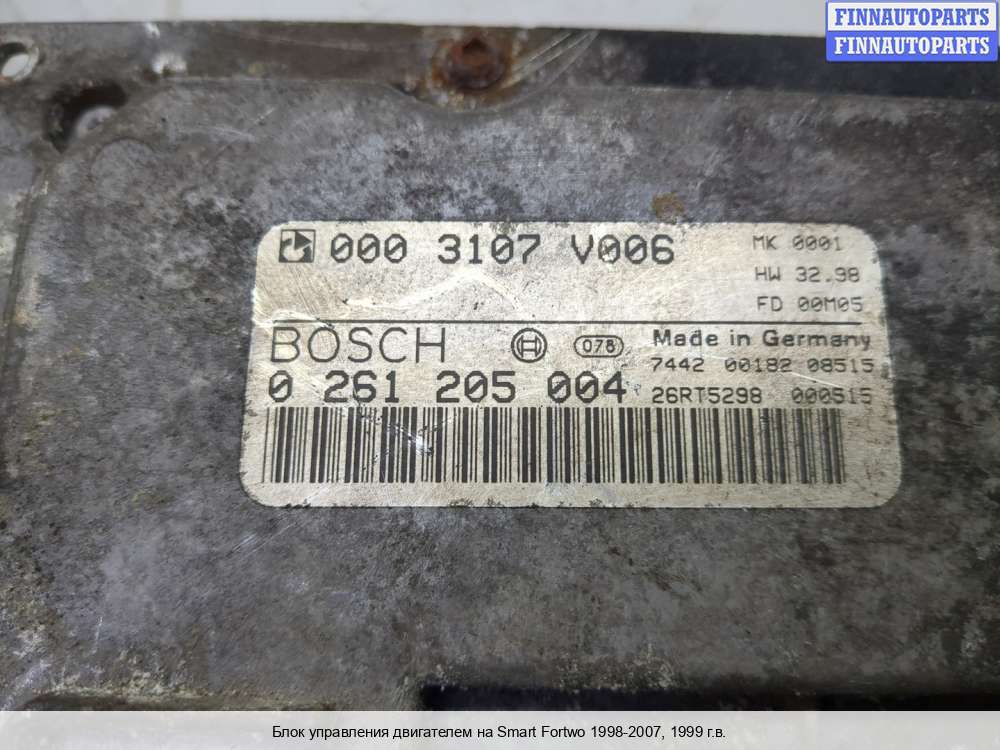 FINNAUTOPARTS
FINNAUTOPARTS
000 3107 V006
MK 0001
HW 32.98
FD 00M05
BOSCH
078
Made in Germany
0 261 205 004
7442 00182 08515
26RT5298 000515
Блок управления двигателем на Smart Fortwo 1998-2007, 1999 г.в.